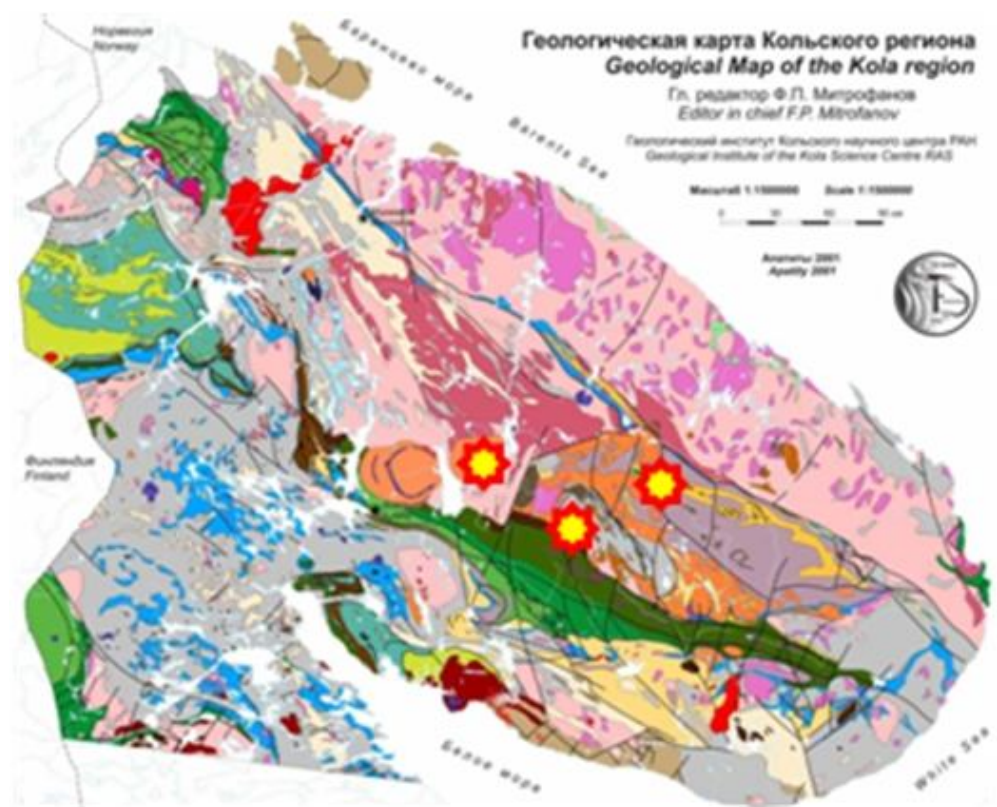 Норвегия
Norway
Баренцево море
Геологическая карта Кольского региона
Geological Map of the Kola region
Гл. редактор Ф.П. Митрофанов
Editor in chief F.P. Mitrofanov
Barents Sea
Геологический институт Кольского научного центра РАН
Geological Institute of the Kola Science Centre RAS
Масштаб 1:1500000 Scale 1:1500000
Апатиты 2001
Apatity 2001
Финляндия
Finland
Белое море
White Sea